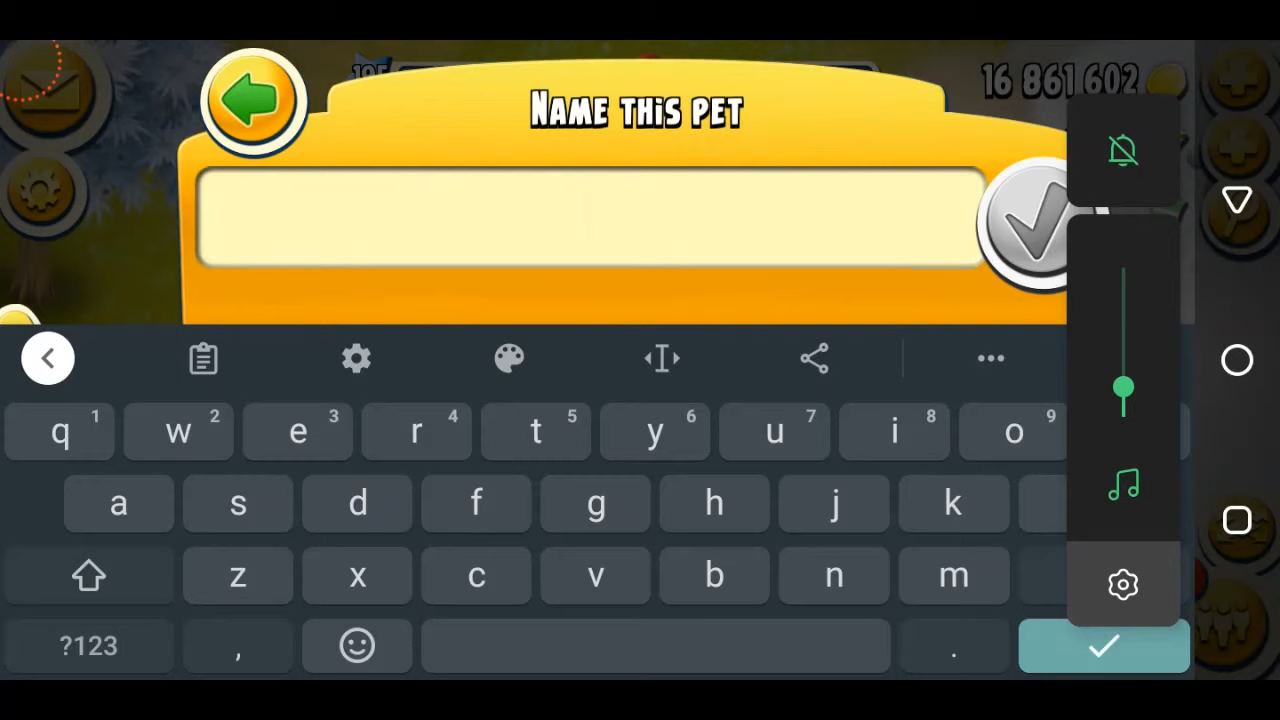 16 861 602
NAME THIS PET
q 1 w 2 e 3 r 4 t 5 y 6 u 7 i 8 o 9
a s d f g h j k
z x c v b n m
?123 , .